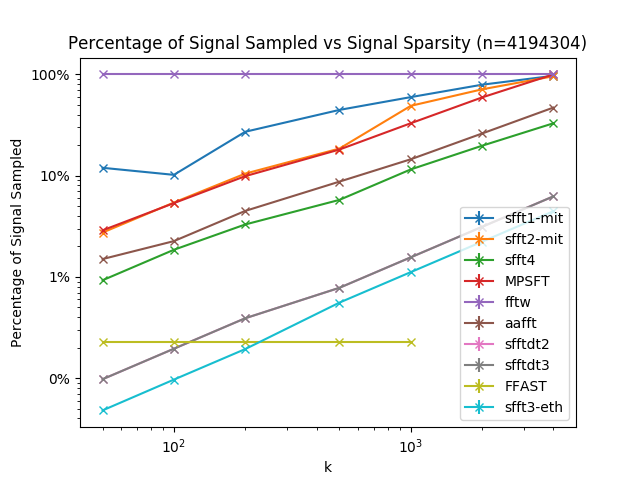 Percentage of Signal Sampled vs Signal Sparsity (n=4194304)
Percentage of Signal Sampled
100%
10%
1%
0%
10²
10³
k
sfft1-mit
sfft2-mit
sfft4
MPSFT
fftw
aafft
sfftdt2
sfftdt3
FFAST
sfft3-eth